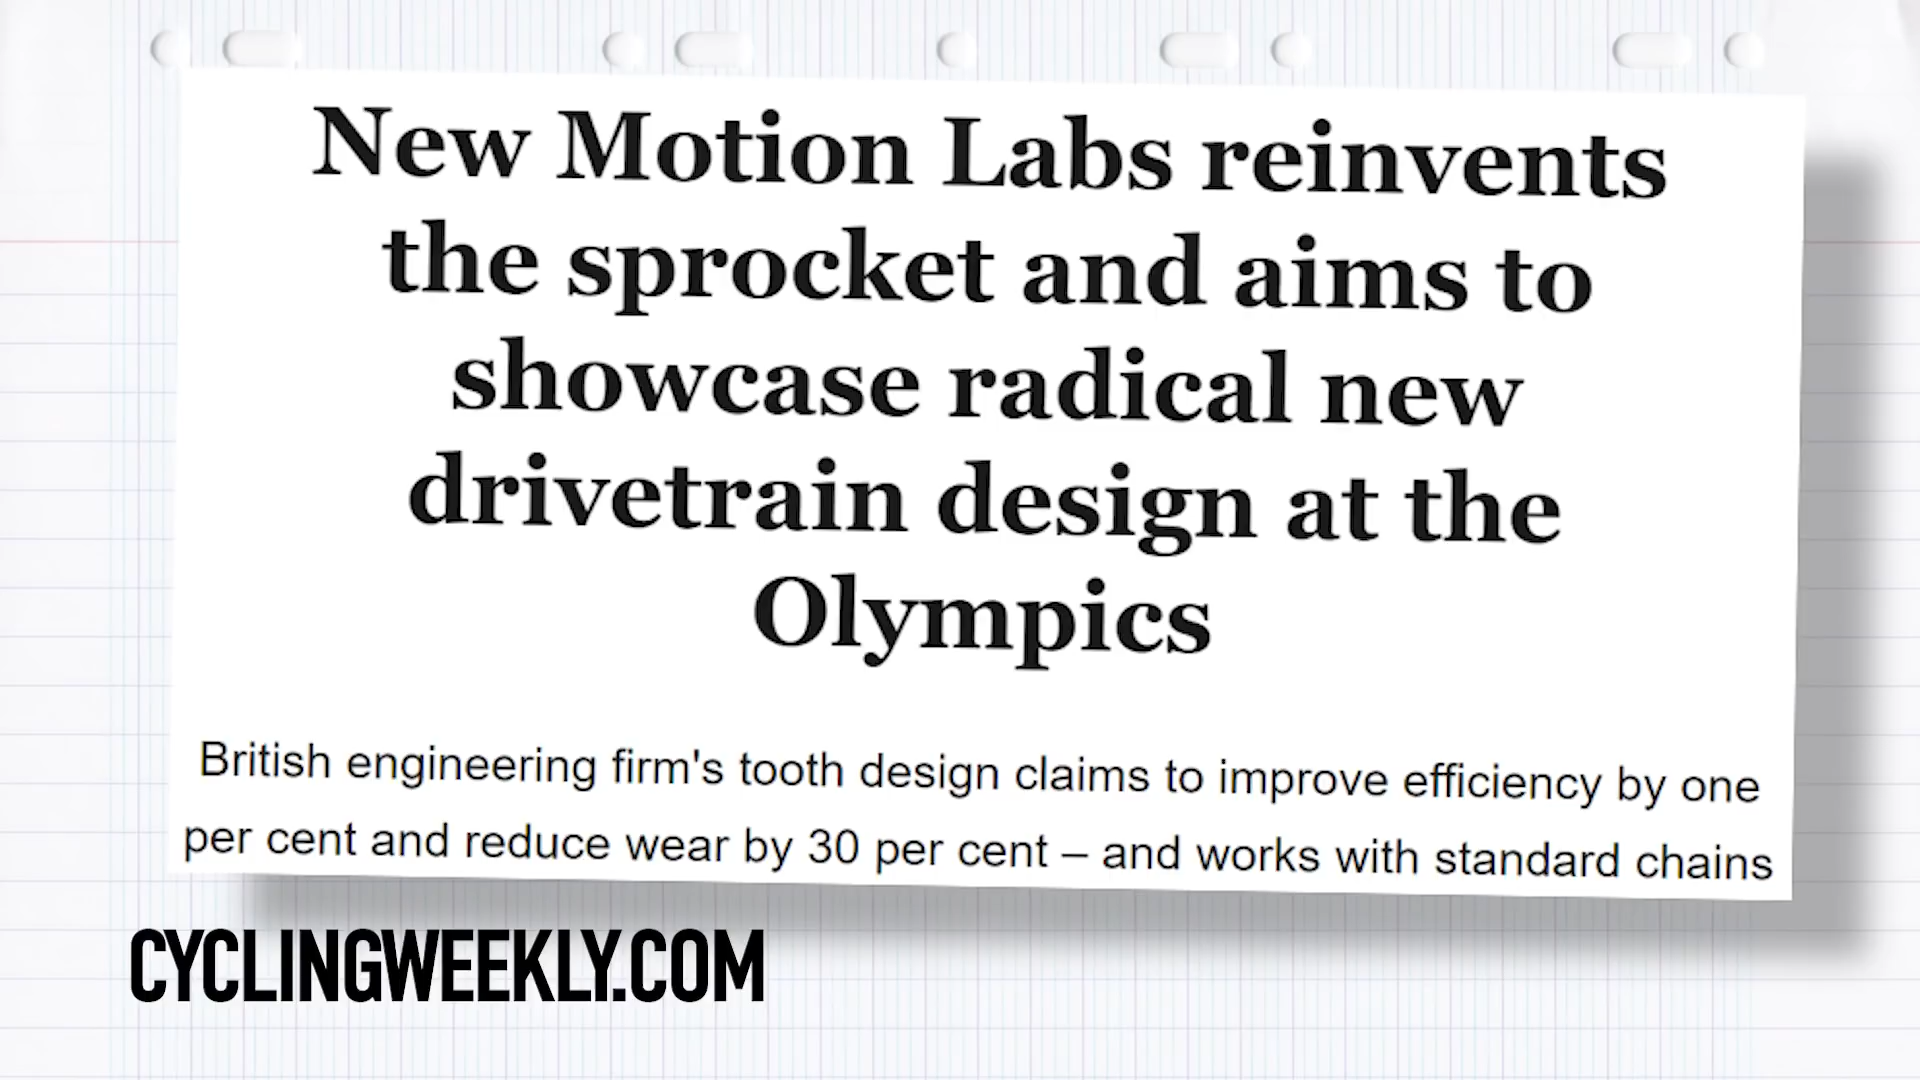 New Motion Labs reinvents
the sprocket and aims to
showcase radical new
drivetrain design at the
Olympics
British engineering firm's tooth design claims to improve efficiency by one
per cent and reduce wear by 30 per cent – and works with standard chains
CYCLINGWEEKLY.COM